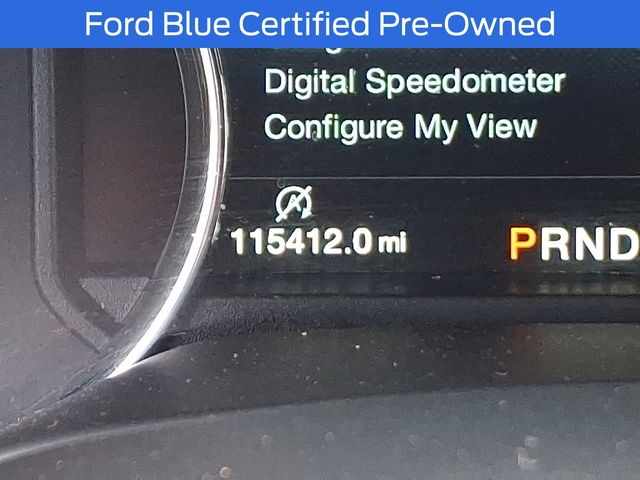 Ford Blue Certified Pre-Owned
Digital Speedometer
Configure My View
115412.0 mi
PRND